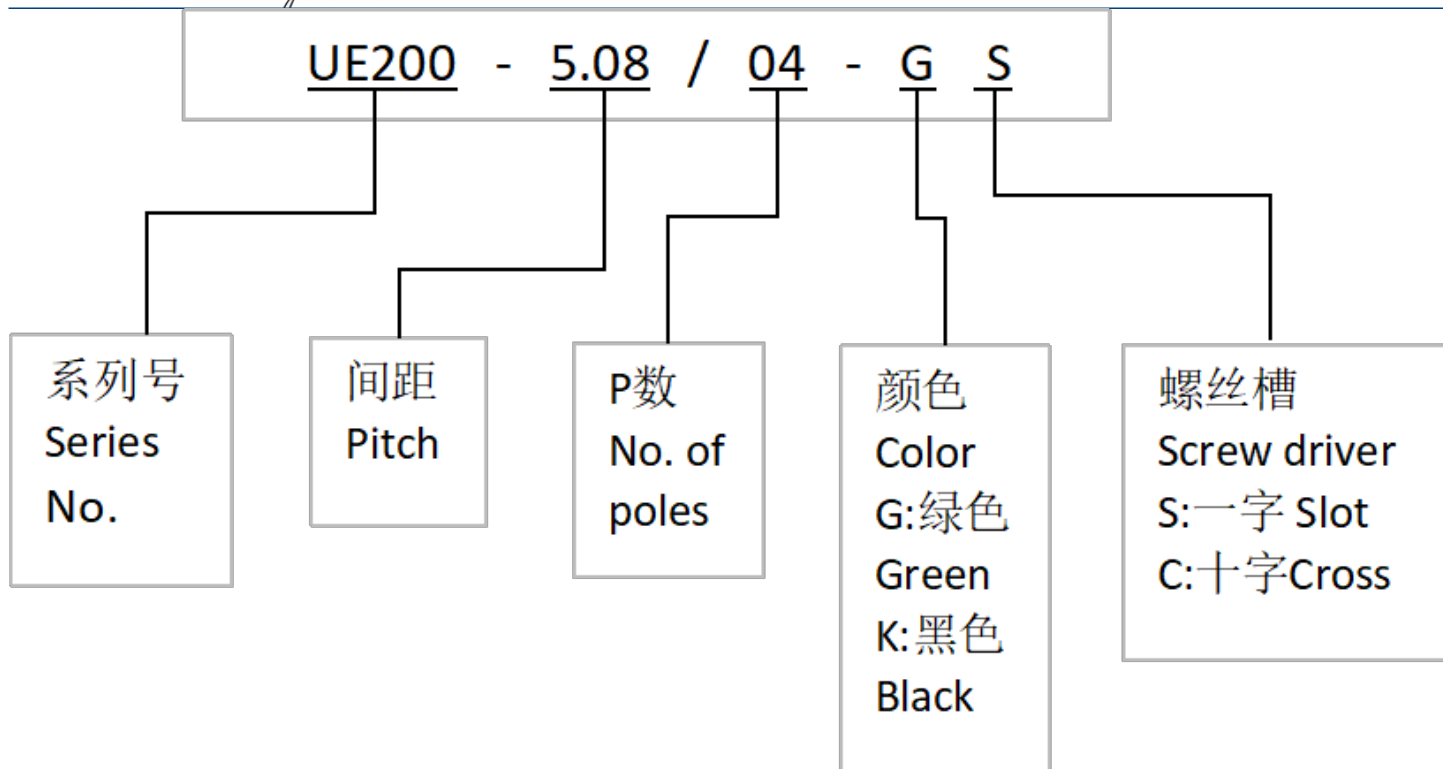 UE200 - 5.08 / 04 - G S
系列号
Series
No.
间距
Pitch
P数
No. of
poles
颜色
Color
G:绿色
Green
K:黑色
Black
螺丝槽
Screw driver
S:一字 Slot
C:十字Cross